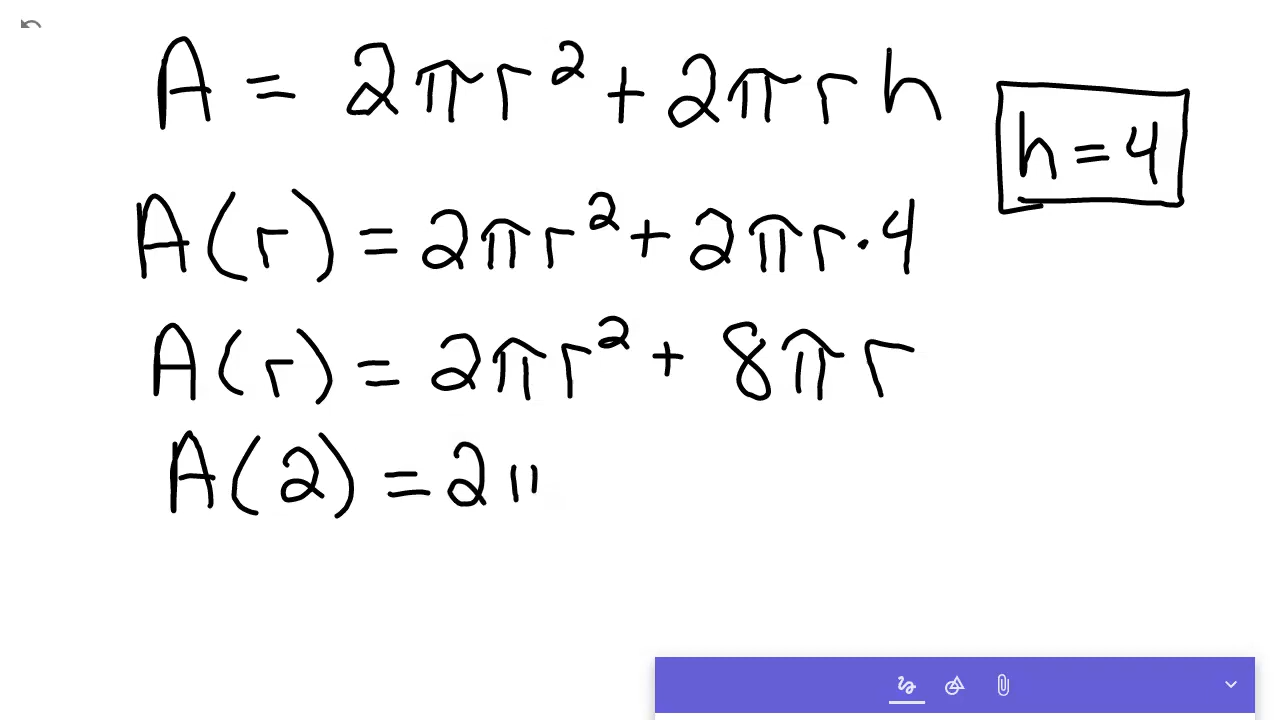 A = 2πr² + 2πrh
h = 4
A(r) = 2πr² + 2πr·4
A(r) = 2πr² + 8πr
A(2) = 2